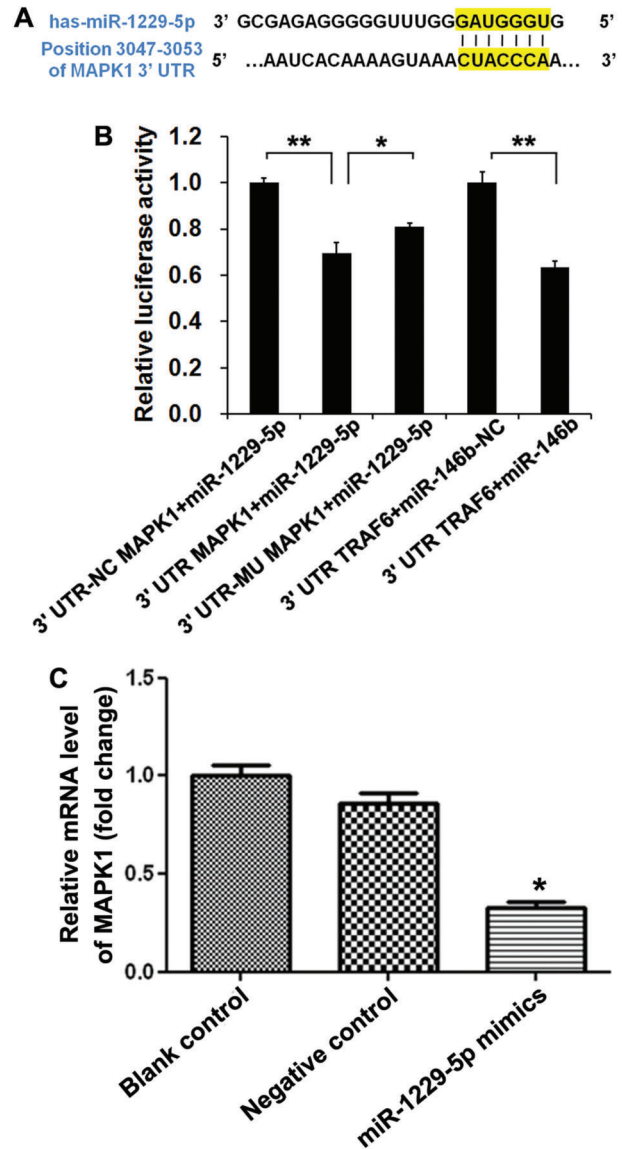 A
has-miR-1229-5p 3’ GCGAGAGGGGGUUUGGGAUGGGUG 5’
Position 3047-3053
of MAPK1 3’ UTR 5’ ...AAUCACAAAAGUAAACUACCCAA... 3’
B
Relative luciferase activity
1.2
1.0
0.8
0.6
0.4
0.2
0.0
**
*
**
3' UTR-NC MAPK1+miR-1229-5p
3' UTR MAPK1+miR-1229-5p
3' UTR-MU MAPK1+miR-1229-5p
3' UTR TRAF6+miR-146b-NC
3' UTR TRAF6+miR-146b
C
Relative mRNA level
of MAPK1 (fold change)
1.5
1.0
0.5
0.0
*
Blank control
Negative control
miR-1229-5p mimics